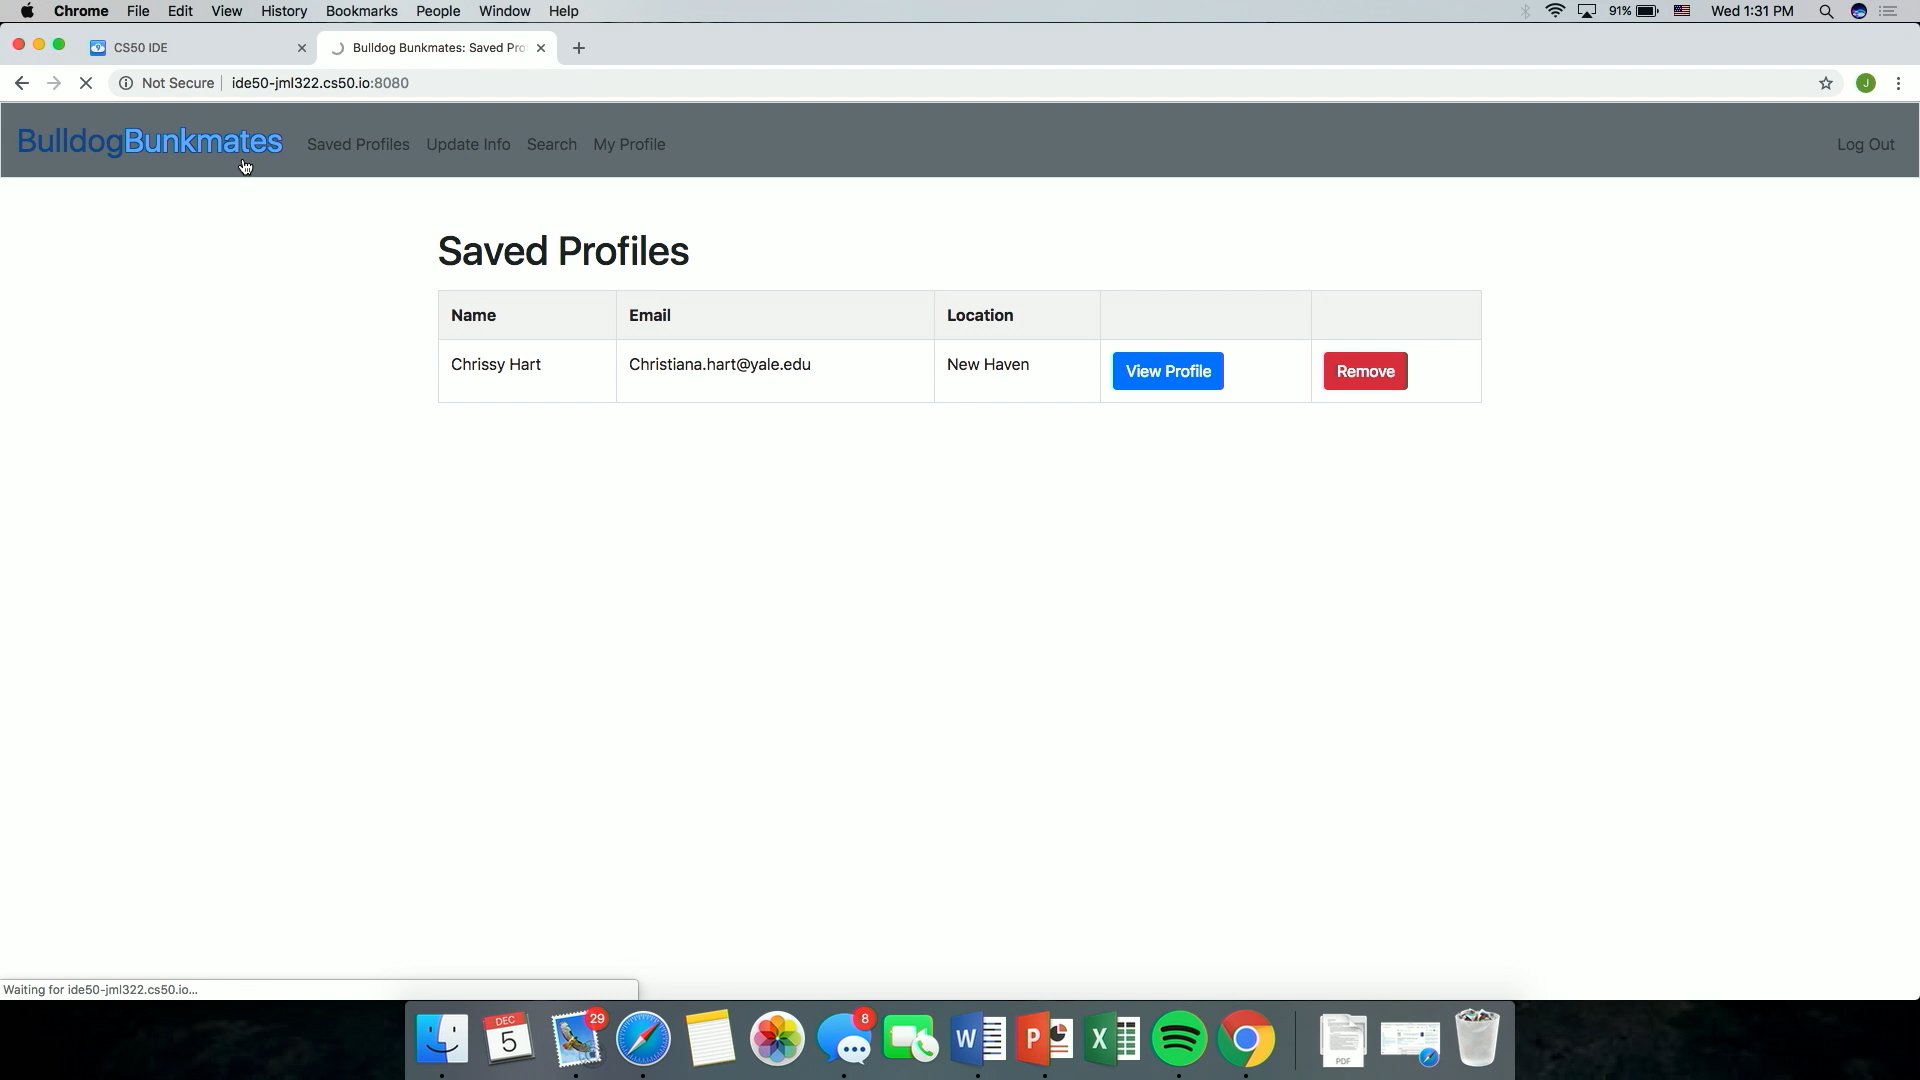 Chrome File Edit View History Bookmarks People Window Help 91% Wed 1:31 PM
CS50 IDE Bulldog Bunkmates: Saved Pro
Not Secure ide50-jml322.cs50.io:8080 J
BulldogBunkmates Saved Profiles Update Info Search My Profile Log Out
Saved Profiles
Name Email Location
Chrissy Hart Christiana.hart@yale.edu New Haven View Profile Remove
Waiting for ide50-jml322.cs50.io...
DEC 5 29 8 W P X PDF